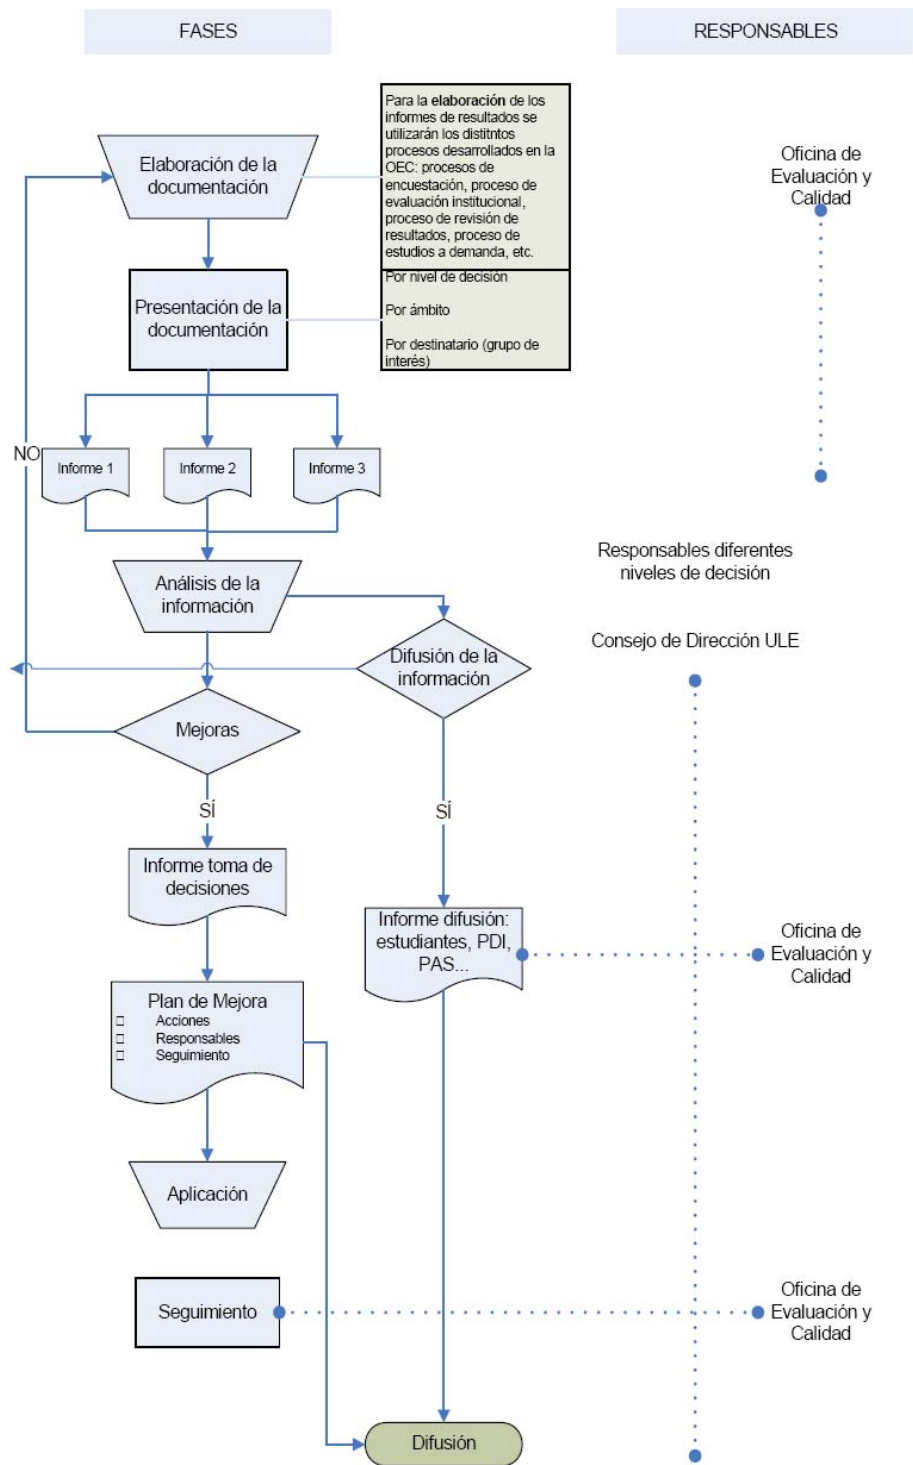 FASES
RESPONSABLES
Para la elaboración de los
informes de resultados se
utilizarán los distitntos
procesos desarrollados en la
OEC: procesos de
encuestación, proceso de
evaluación institucional,
proceso de revisión de
resultados, proceso de
estudios a demanda, etc.
Elaboración de la
documentación
Oficina de
Evaluación y
Calidad
Por nivel de decisión
Por ámbito
Por destinatario (grupo de
interés)
Presentación de la
documentación
NO
Informe 1
Informe 2
Informe 3
Responsables diferentes
niveles de decisión
Análisis de la
información
Consejo de Dirección ULE
Difusión de la
información
Mejoras
SÍ
SÍ
Informe toma de
decisiones
Informe difusión:
estudiantes, PDI,
PAS...
Oficina de
Evaluación y
Calidad
Plan de Mejora
Acciones
Responsables
Seguimiento
Aplicación
Seguimiento
Oficina de
Evaluación y
Calidad
Difusión